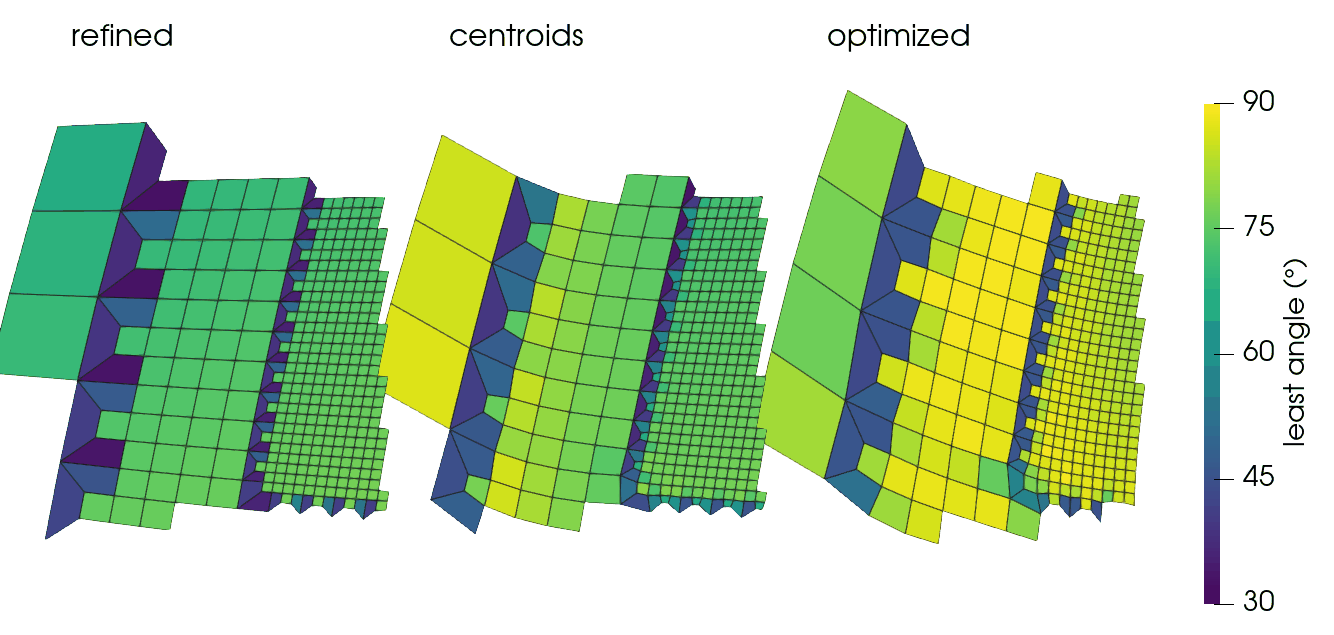 refined
centroids
optimized
90
75
60
45
30
least angle (°)